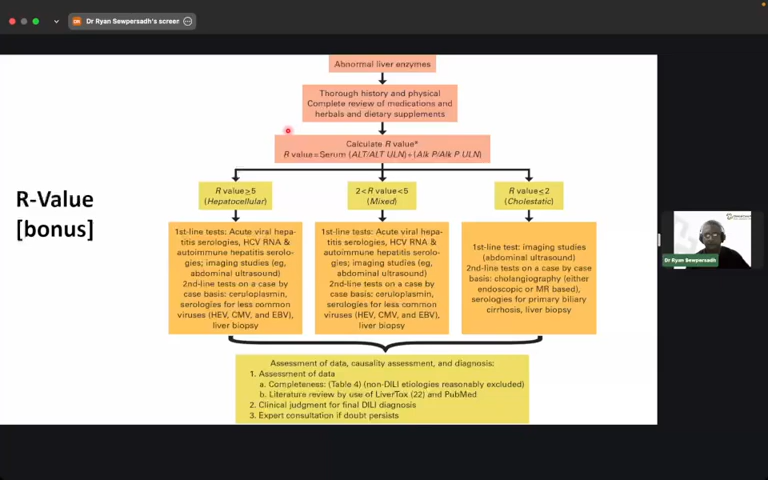 Dr Ryan Sewpersadh's screen
Abnormal liver enzymes
Thorough history and physical
Complete review of medications and
herbals and dietary supplements
Calculate R value*
R value=Serum (ALT/ALT ULN)÷(Alk P/Alk P ULN)
R-Value
[bonus]
R value≥5
(Hepatocellular)
2<R value<5
(Mixed)
R value≤2
(Cholestatic)
1st-line tests: Acute viral hepa-
titis serologies, HCV RNA &
autoimmune hepatitis serolo-
gies; imaging studies (eg,
abdominal ultrasound)
2nd-line tests on a case by case
basis: ceruloplasmin,
serologies for less common
viruses (HEV, CMV, and EBV),
liver biopsy
1st-line tests: Acute viral hepa-
titis serologies, HCV RNA &
autoimmune hepatitis serolo-
gies; imaging studies (eg,
abdominal ultrasound)
2nd-line tests on a case by case
basis: ceruloplasmin,
serologies for less common
viruses (HEV, CMV, and EBV),
liver biopsy
1st-line test: imaging studies
(abdominal ultrasound)
2nd-line tests on a case by case
basis: cholangiography (either
endoscopic or MR based),
serologies for primary biliary
cirrhosis, liver biopsy
Dr Ryan Sewpersadh
Assessment of data, causality assessment, and diagnosis:
1. Assessment of data
a. Completeness: (Table 4) (non-DILI etiologies reasonably excluded)
b. Literature review by use of LiverTox (22) and PubMed
2. Clinical judgment for final DILI diagnosis
3. Expert consultation if doubt persists